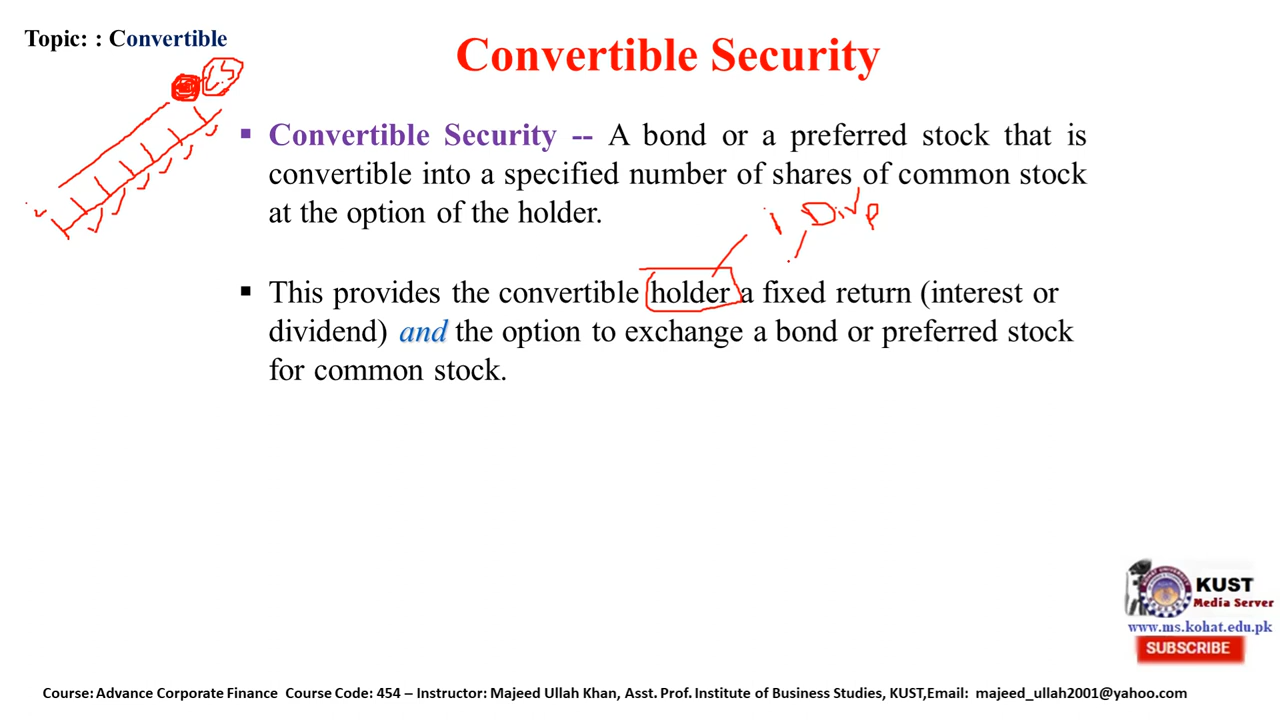 Topic: : Convertible
Convertible Security
CS
▪ Convertible Security -- A bond or a preferred stock that is
convertible into a specified number of shares of common stock
at the option of the holder.
i Div P
▪ This provides the convertible holder a fixed return (interest or
dividend) and the option to exchange a bond or preferred stock
for common stock.
KUST
Media Server
www.ms.kohat.edu.pk
SUBSCRIBE
Course: Advance Corporate Finance Course Code: 454 – Instructor: Majeed Ullah Khan, Asst. Prof. Institute of Business Studies, KUST,Email: majeed_ullah2001@yahoo.com